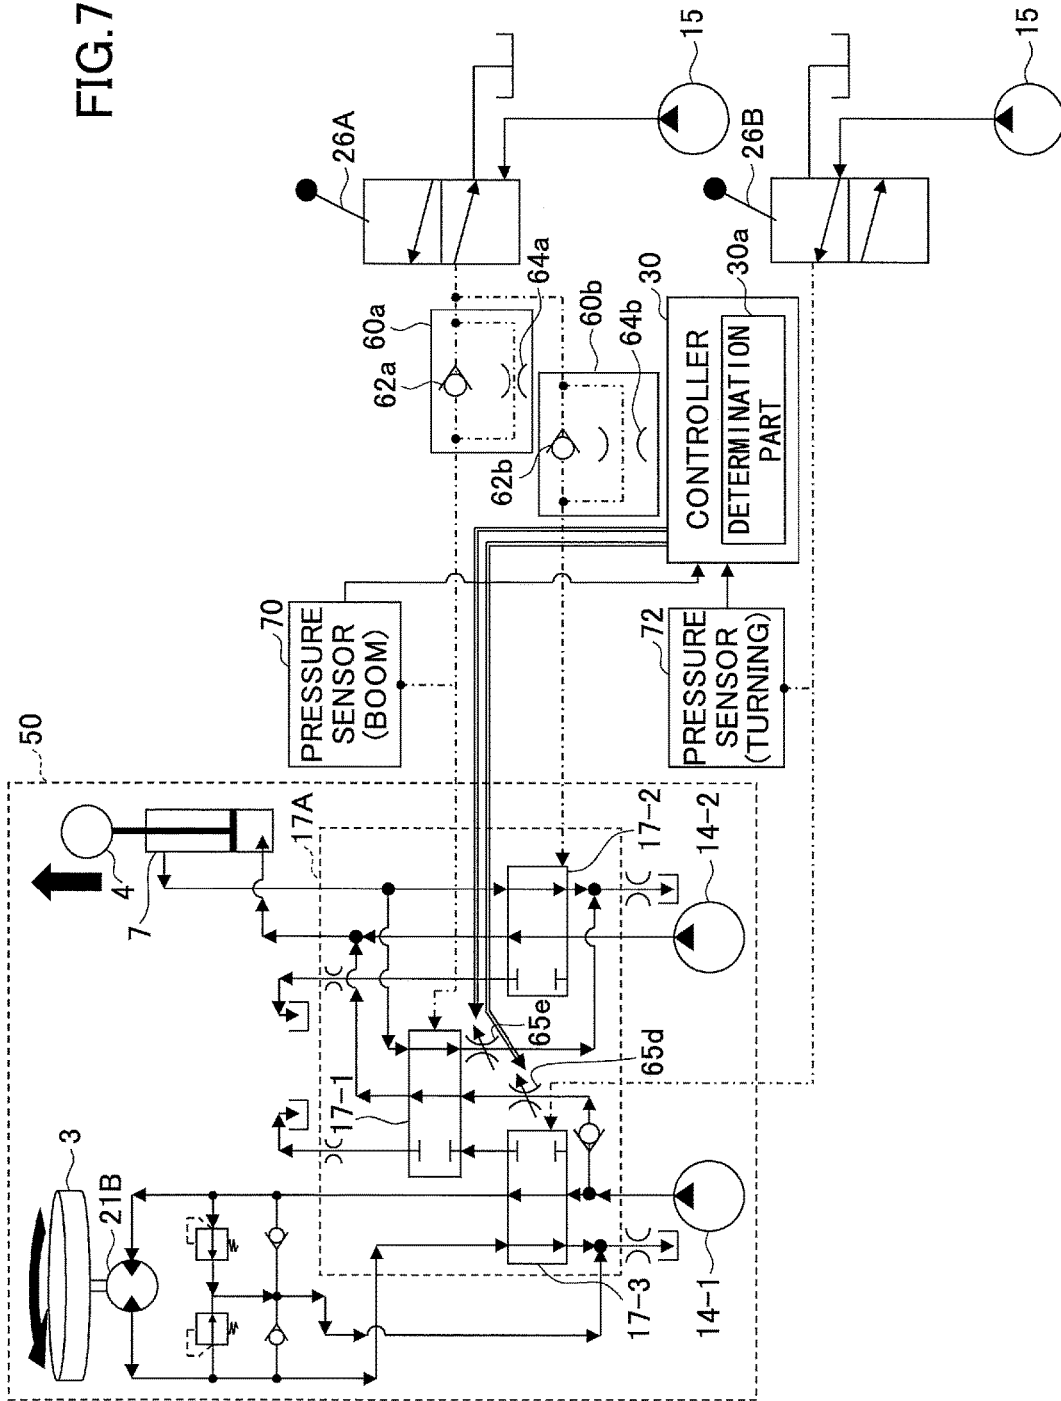 FIG.7
50
3
21B
4
7
17A
17-1
17-2
17-3
65e
65d
14-1
14-2
70
PRESSURE
SENSOR
(BOOM)
72
PRESSURE
SENSOR
(TURNING)
60a
62a
64a
60b
62b
64b
30
CONTROLLER
30a
DETERMINATION
PART
26A
26B
15
15